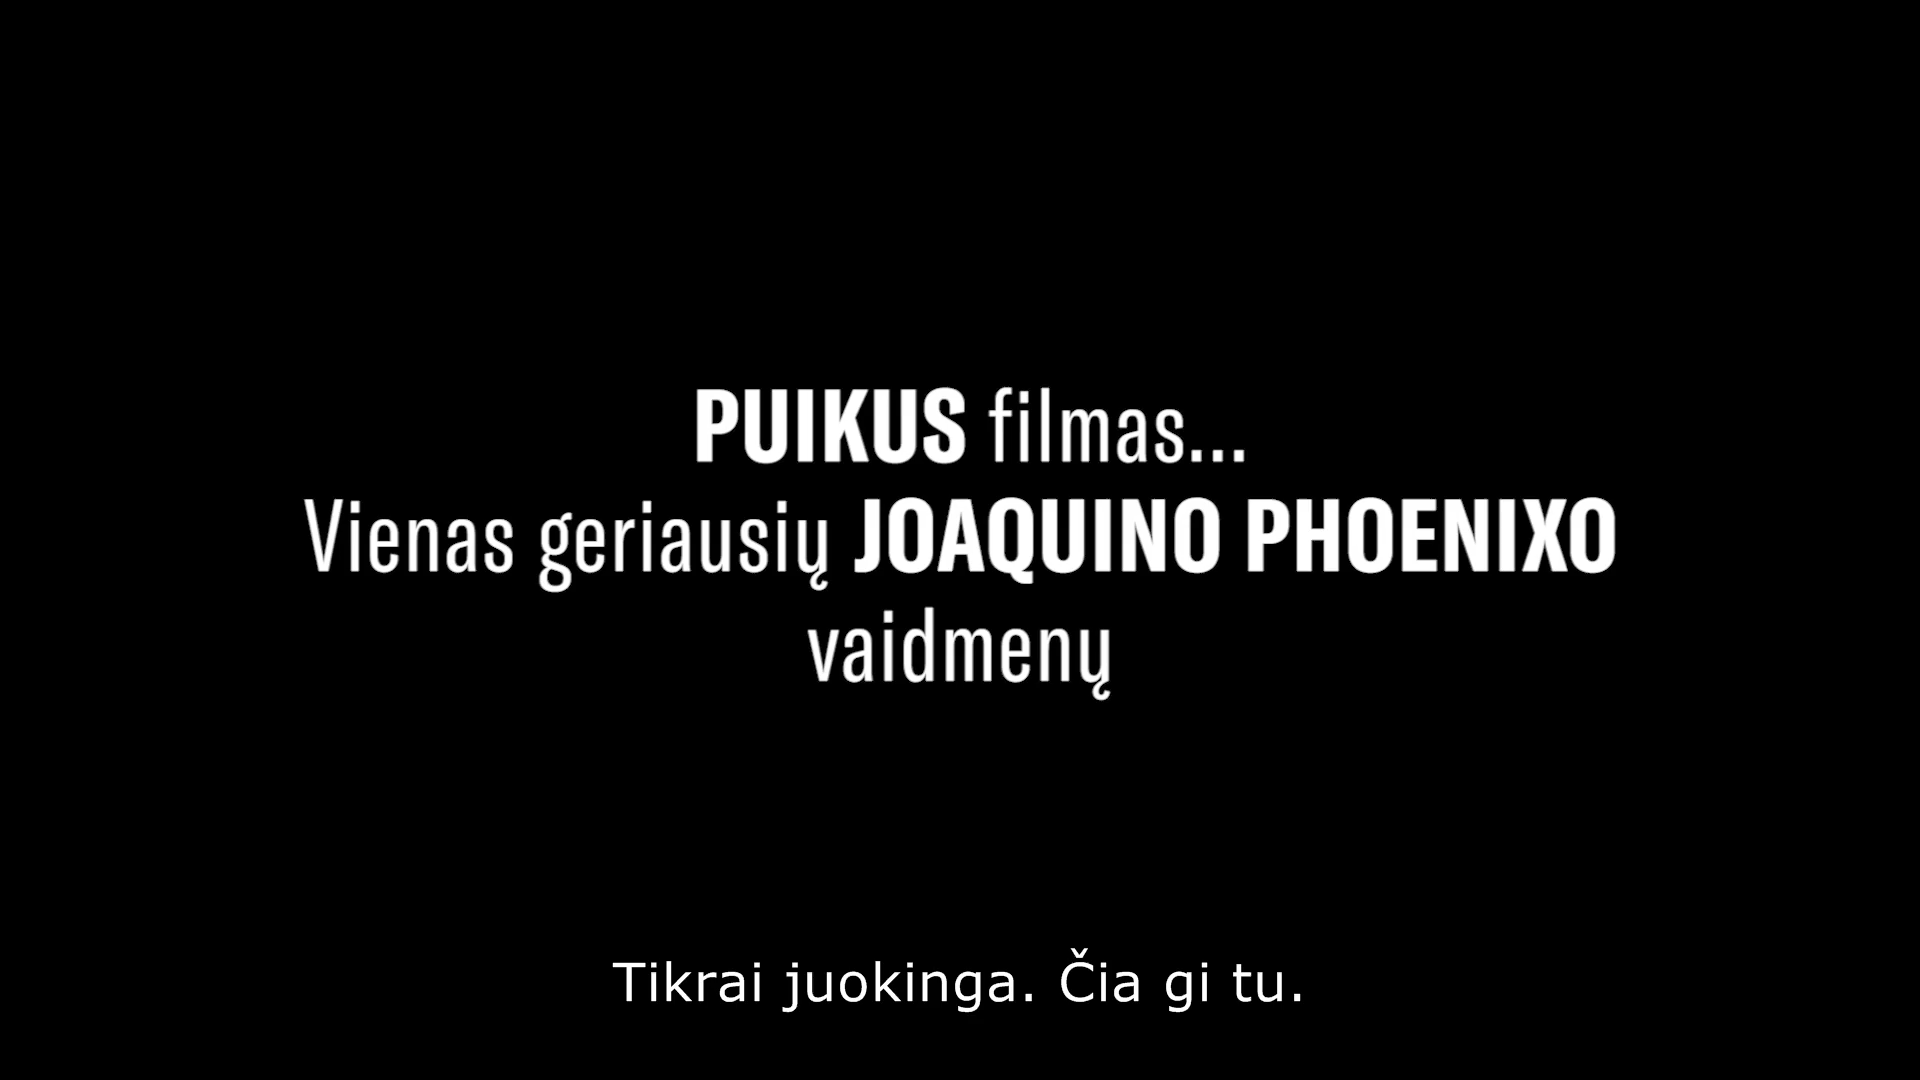 PUIKUS filmas...
Vienas geriausių JOAQUINO PHOENIXO
vaidmenų
Tikrai juokinga. Čia gi tu.